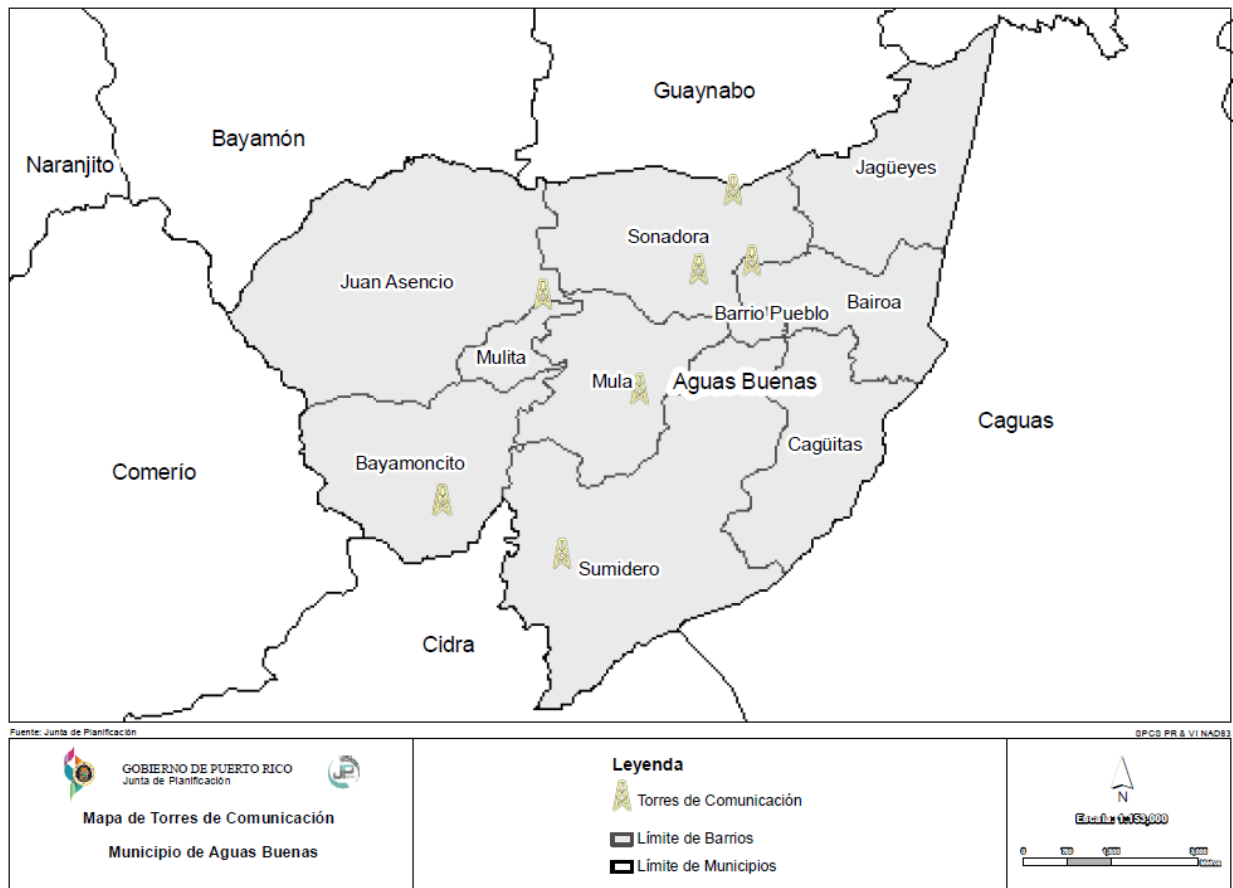 Guaynabo
Bayamón
Naranjito
Jagüeyes
Sonadora
Juan Asencio
Bairoa
Barrio Pueblo
Mulita
Mula
Aguas Buenas
Caguas
Cagüitas
Comerío
Bayamoncito
Sumidero
Cidra
Fuente: Junta de Planificación
SPCS PR & VI NAD83
GOBIERNO DE PUERTO RICO
Junta de Planificación
JP
Mapa de Torres de Comunicación
Municipio de Aguas Buenas
Leyenda
Torres de Comunicación
Límite de Barrios
Límite de Municipios
N
Escala: 1:153,000
0